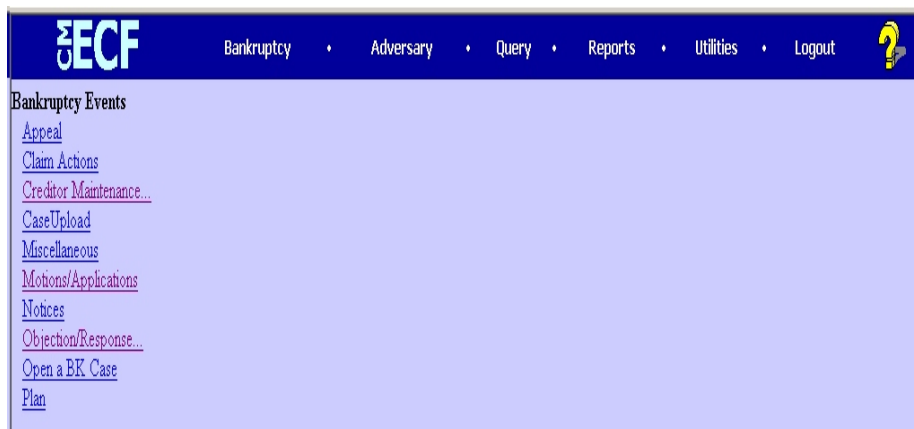 CM ECF Bankruptcy • Adversary • Query • Reports • Utilities • Logout ?
Bankruptcy Events
Appeal
Claim Actions
Creditor Maintenance...
CaseUpload
Miscellaneous
Motions/Applications
Notices
Objection/Response...
Open a BK Case
Plan